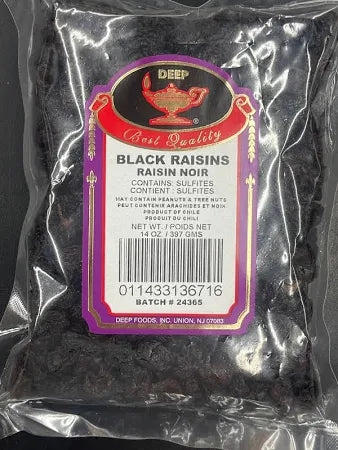 DEEP
®
Best Quality
BLACK RAISINS
RAISIN NOIR
CONTAINS: SULFITES
CONTIENT : SULFITES
MAY CONTAIN PEANUTS & TREE NUTS
PEUT CONTENIR ARACHIDES ET NOIX
PRODUCT OF CHILE
PRODUIT DU CHILI
NET WT. / POIDS NET
14 OZ. / 397 GMS
011433136716
BATCH # 24365
DEEP FOODS, INC. UNION, NJ 07083